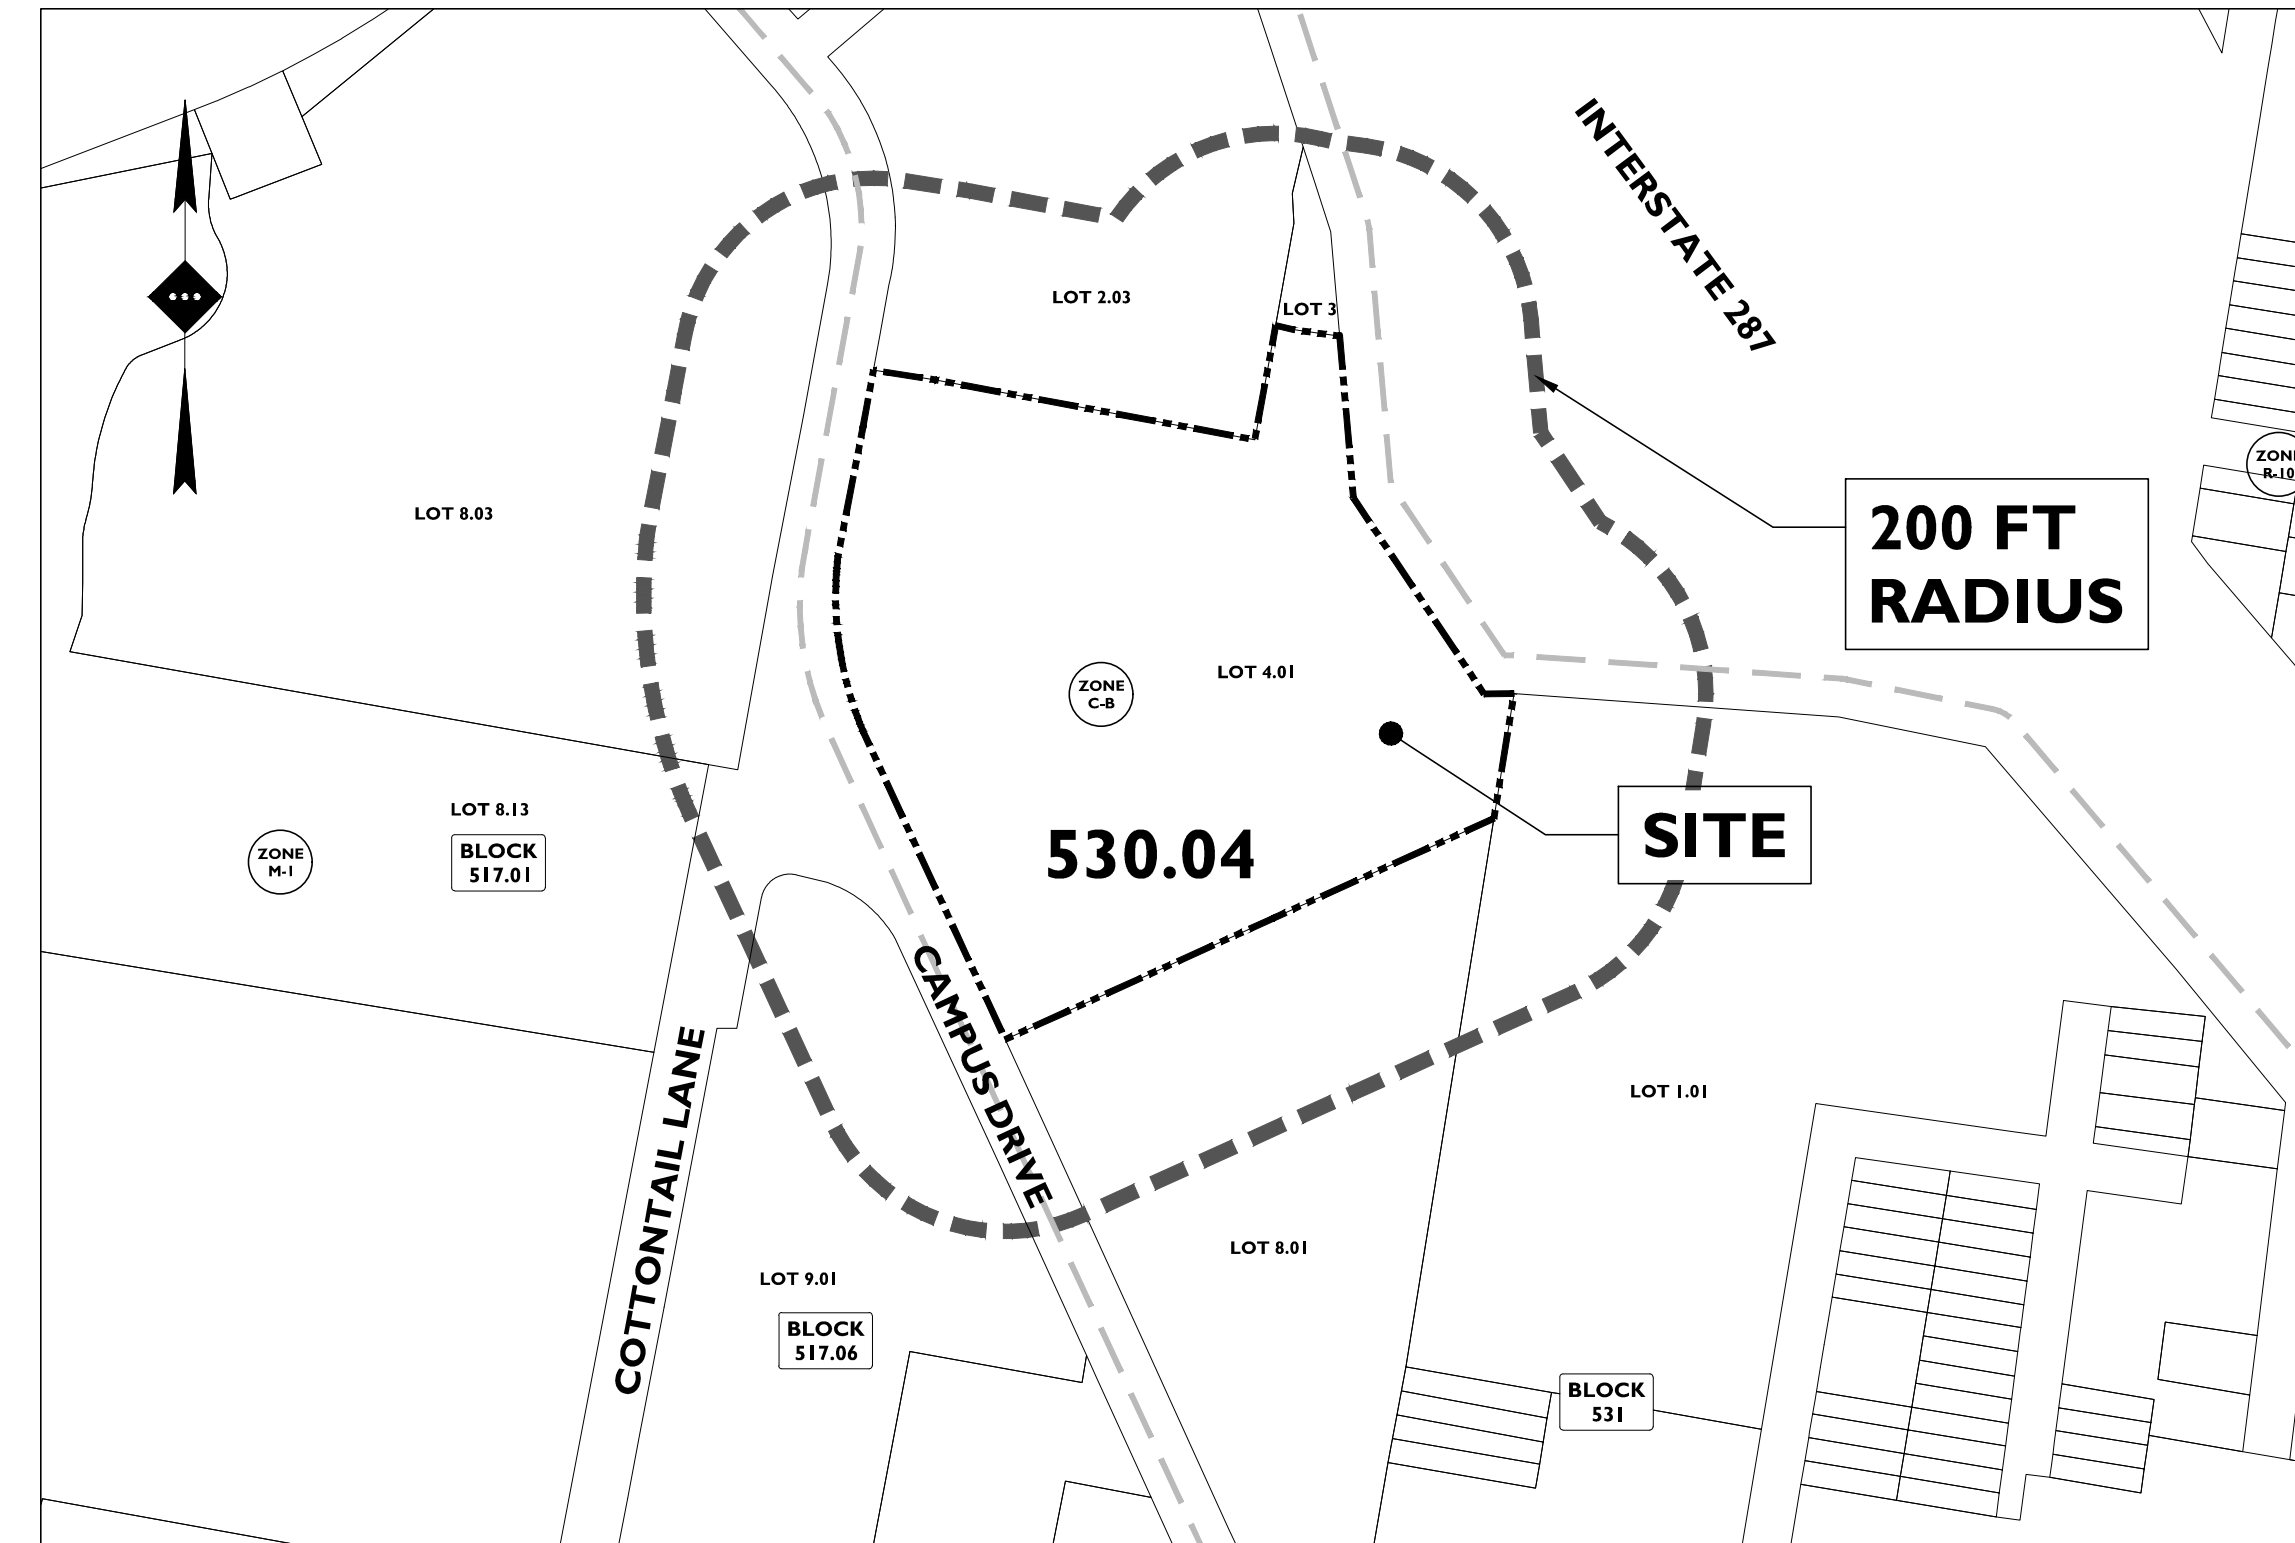 INTERSTATE 287
LOT 2.03
LOT 3
ZONE
R-10
LOT 8.03
200 FT
RADIUS
LOT 4.01
ZONE
C-B
LOT 8.13
SITE
530.04
ZONE
M-1
BLOCK
517.01
CAMPUS DRIVE
COTTONTAIL LANE
LOT 1.01
LOT 8.01
LOT 9.01
BLOCK
517.06
BLOCK
531